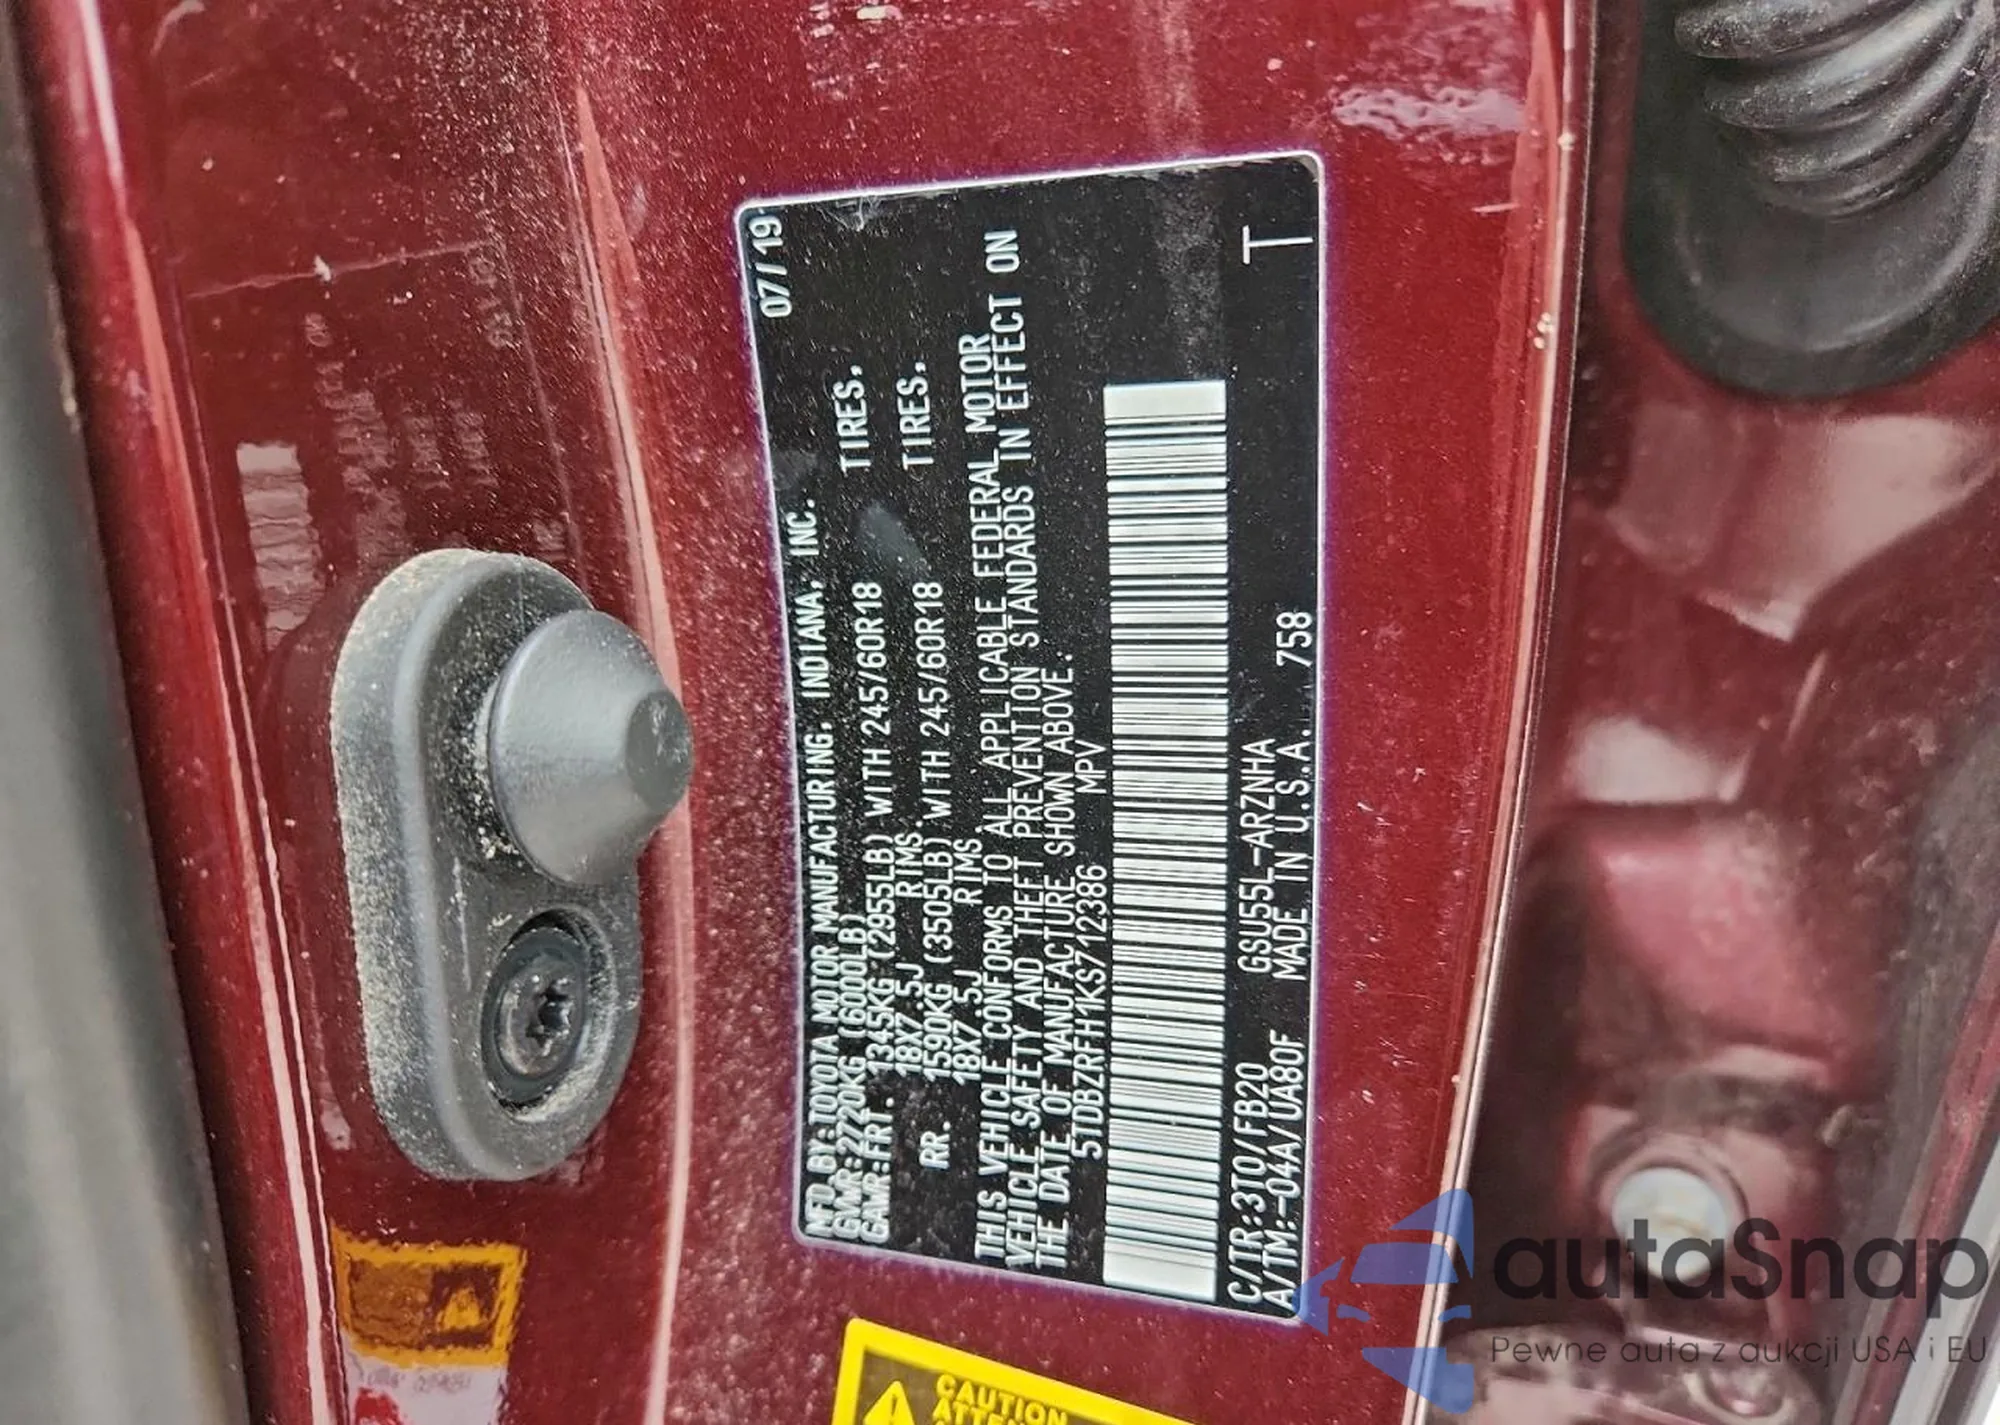 07/19
MFD.BY:TOYOTA MOTOR MANUFACTURING, INDIANA, INC.
GVWR:2720KG (6000LB)
GAWR:FRT. 1345KG (2955LB) WITH 245/60R18 TIRES,
18X7.5J RIMS,
RR. 1590KG (3505LB) WITH 245/60R18 TIRES,
18X7.5J RIMS.
THIS VEHICLE CONFORMS TO ALL APPLICABLE FEDERAL MOTOR
VEHICLE SAFETY AND THEFT PREVENTION STANDARDS IN EFFECT ON
THE DATE OF MANUFACTURE SHOWN ABOVE.
5TDBZRFH1KS712386 MPV
C/TR:3T0/FB20 GSU55L-ARZNHA T
A/TM:-04A/UA80F MADE IN U.S.A. 758
CAUTION
autaSnap
Pewne auta z aukcji USA i EU